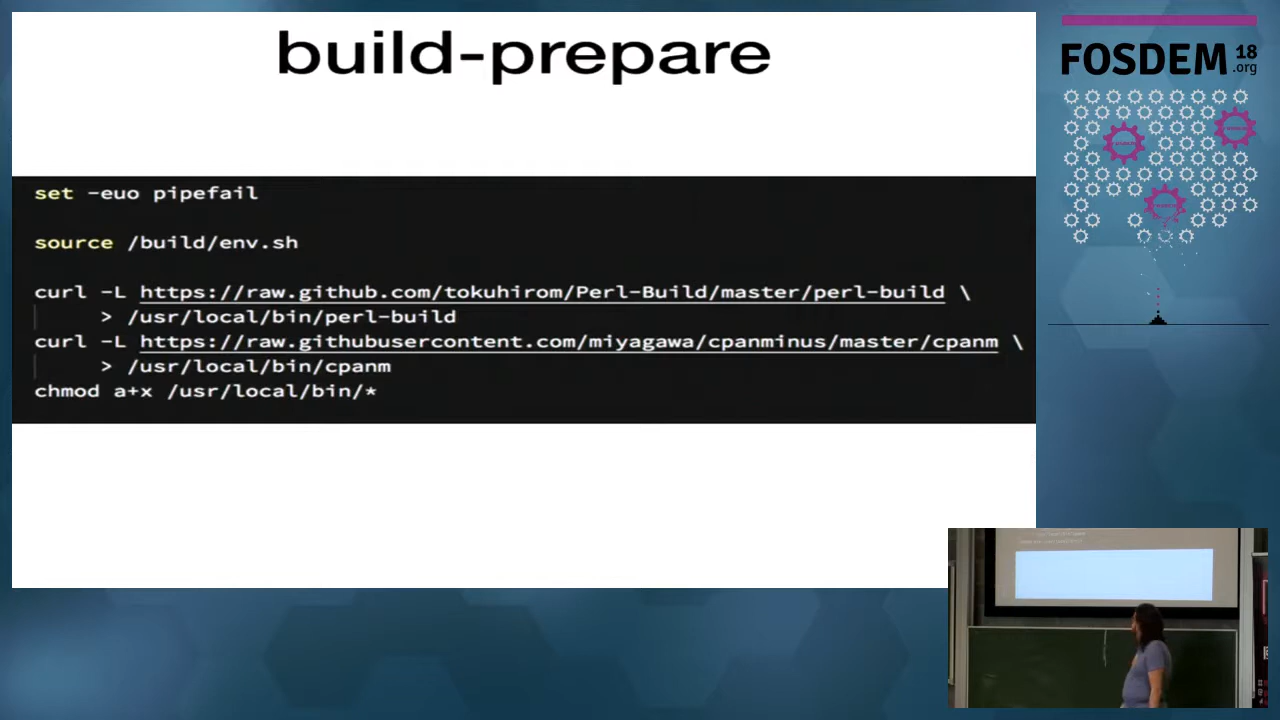 build-prepare
set -euo pipefail
source /build/env.sh
curl -L https://raw.github.com/tokuhirom/Perl-Build/master/perl-build \
> /usr/local/bin/perl-build
curl -L https://raw.githubusercontent.com/miyagawa/cpanminus/master/cpanm \
> /usr/local/bin/cpanm
chmod a+x /usr/local/bin/*
FOSDEM 18
.org